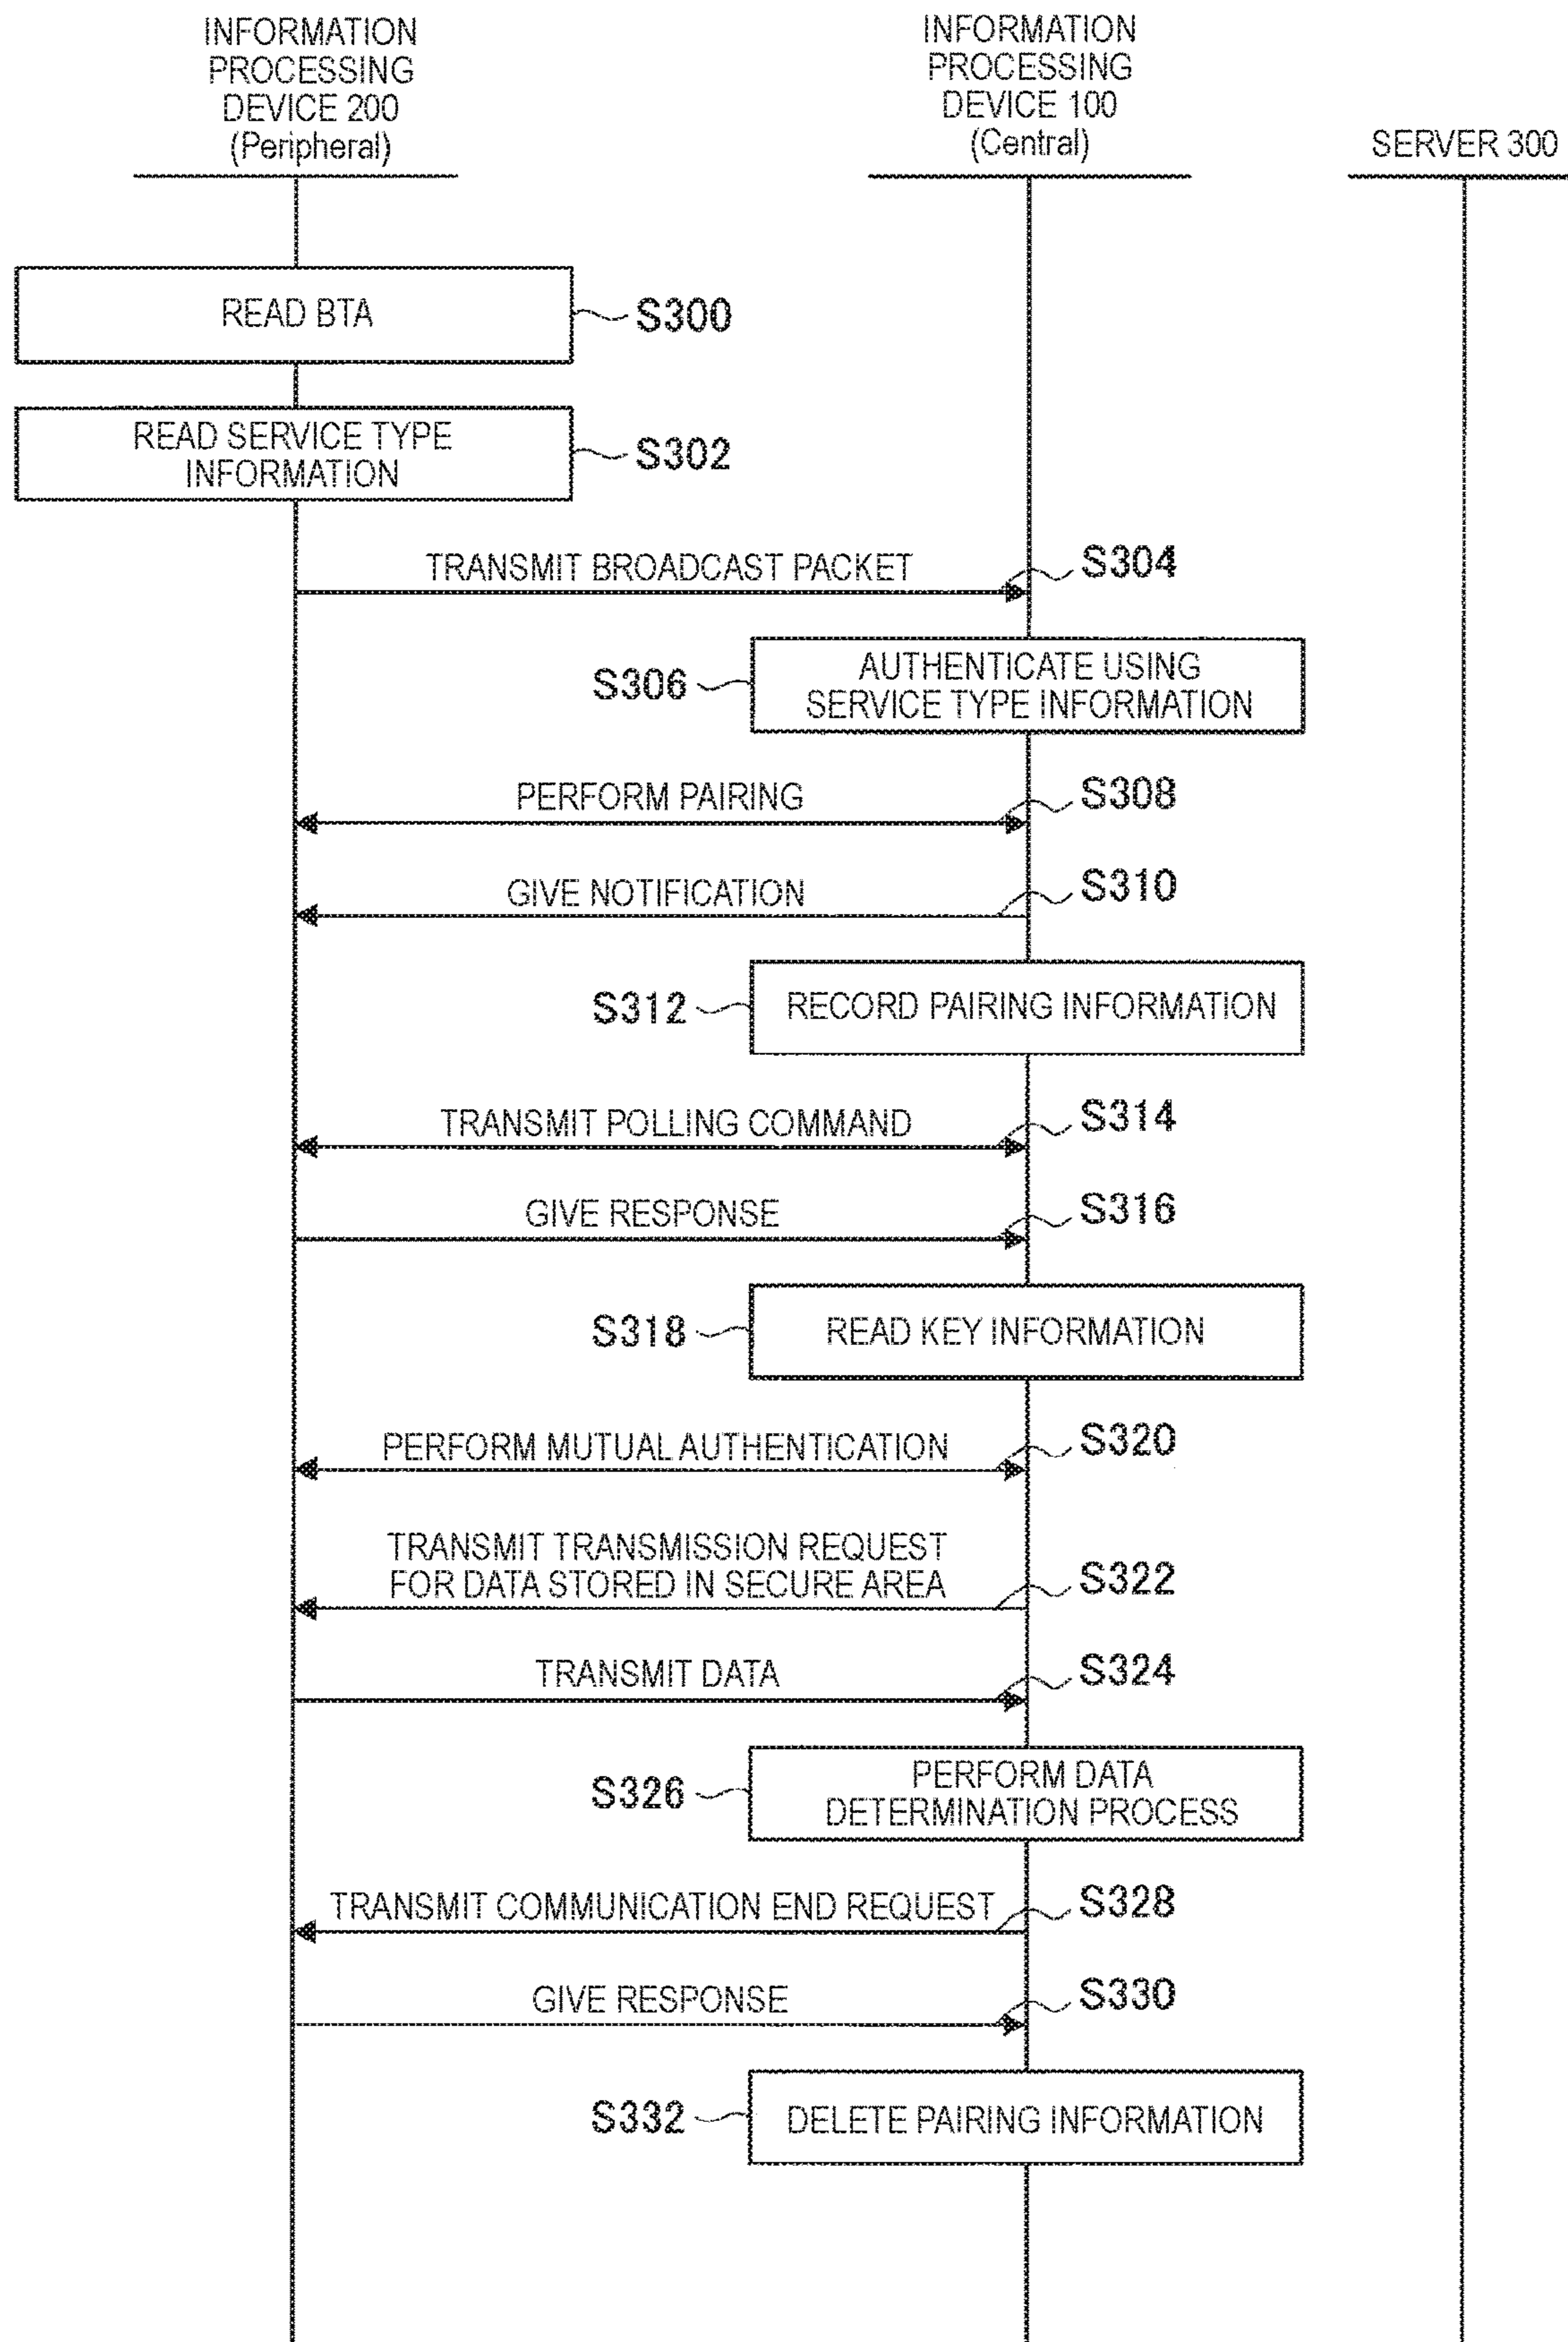 INFORMATION
PROCESSING
DEVICE 200
(Peripheral)
INFORMATION
PROCESSING
DEVICE 100
(Central)
SERVER 300
READ BTA
S300
READ SERVICE TYPE
INFORMATION
S302
TRANSMIT BROADCAST PACKET
S304
S306
AUTHENTICATE USING
SERVICE TYPE INFORMATION
PERFORM PAIRING
S308
GIVE NOTIFICATION
S310
S312
RECORD PAIRING INFORMATION
TRANSMIT POLLING COMMAND
S314
GIVE RESPONSE
S316
S318
READ KEY INFORMATION
PERFORM MUTUAL AUTHENTICATION
S320
TRANSMIT TRANSMISSION REQUEST
FOR DATA STORED IN SECURE AREA
S322
TRANSMIT DATA
S324
S326
PERFORM DATA
DETERMINATION PROCESS
TRANSMIT COMMUNICATION END REQUEST
S328
GIVE RESPONSE
S330
S332
DELETE PAIRING INFORMATION